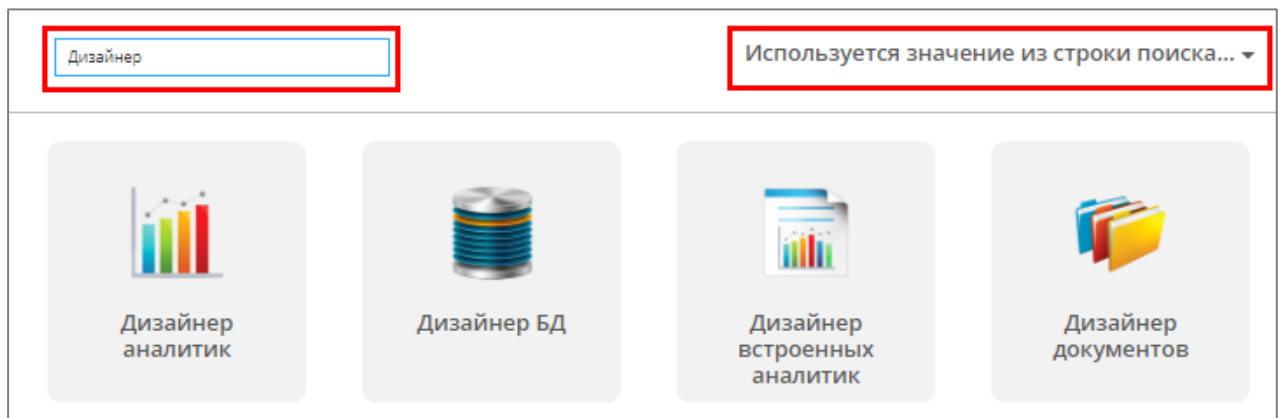 Дизайнер
Используется значение из строки поиска...
Дизайнер
аналитик
Дизайнер БД
Дизайнер
встроенных
аналитик
Дизайнер
документов